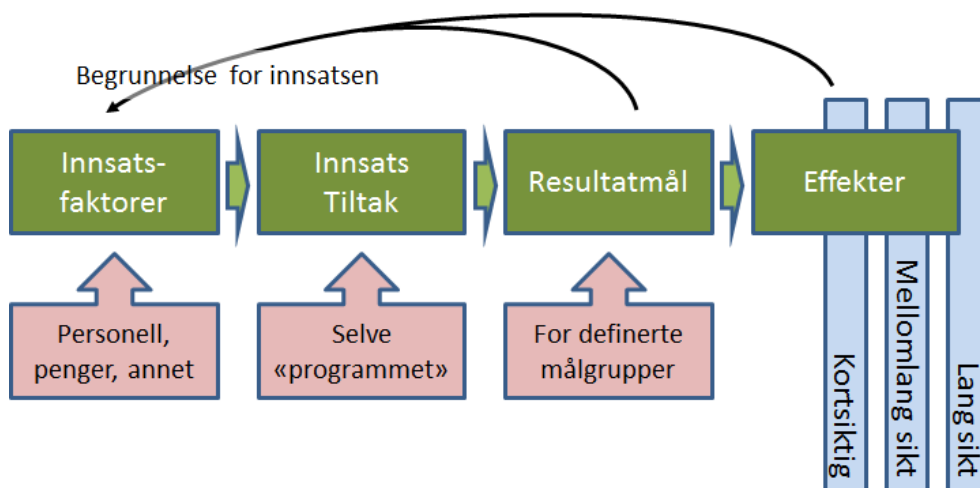 Begrunnelse for innsatsen
Innsats-
faktorer
Innsats
Tiltak
Resultatmål
Effekter
Personell,
penger, annet
Selve
«programmet»
For definerte
målgrupper
Kortsiktig
Mellomlang sikt
Lang sikt